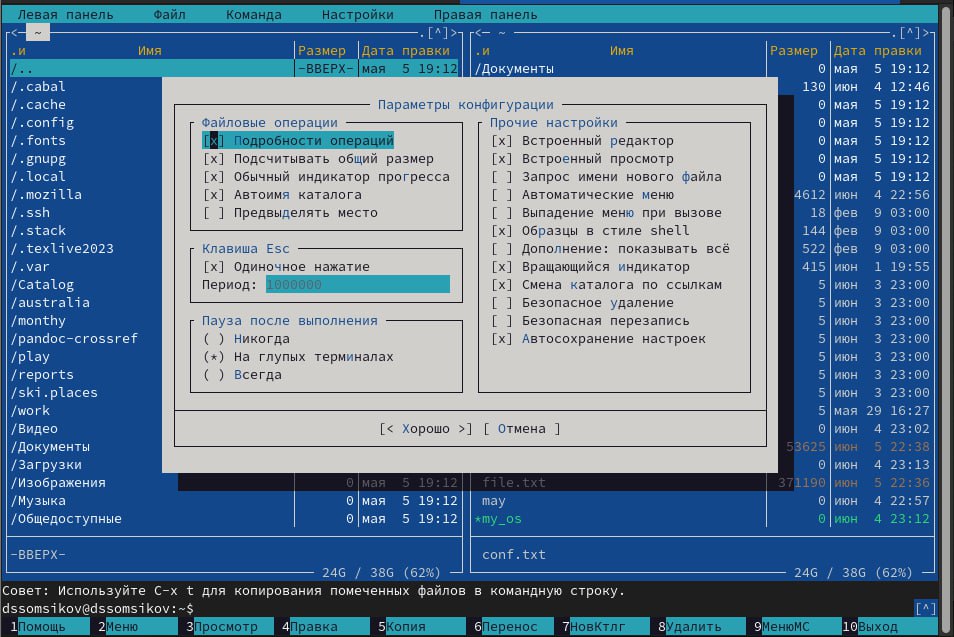 Левая панель Файл Команда Настройки Правая панель
<- ~ .[^]> <- ~ .[^]>
.и Имя Размер Дата правки .и Имя Размер Дата правки
/.. -ВВЕРХ- мая 5 19:12 /Документы 0 мая 5 19:12
/.cabal 130 июн 4 12:46
/.cache Параметры конфигурации 0 мая 5 19:12
/.config Файловые операции Прочие настройки 0 мая 5 19:12
/.fonts [x] Подробности операций [x] Встроенный редактор 0 мая 5 19:12
/.gnupg [x] Подсчитывать общий размер [x] Встроенный просмотр 0 мая 5 19:12
/.local [x] Обычный индикатор прогресса [ ] Запрос имени нового файла 0 мая 5 19:12
/.mozilla [x] Автоимя каталога [ ] Автоматические меню 4612 июн 4 22:56
/.ssh [ ] Предвыделять место [ ] Выпадение меню при вызове 18 фев 9 03:00
/.stack [x] Образцы в стиле shell 144 фев 9 03:00
/.texlive2023 Клавиша Esc [ ] Дополнение: показывать всё 522 фев 9 03:00
/.var [x] Одиночное нажатие [x] Вращающийся индикатор 415 июн 1 19:55
/Catalog Период: 1000000 [x] Смена каталога по ссылкам 5 июн 3 23:00
/australia [ ] Безопасное удаление 5 июн 3 23:00
/monthy Пауза после выполнения [ ] Безопасная перезапись 5 июн 3 23:00
/pandoc-crossref ( ) Никогда [x] Автосохранение настроек 5 июн 3 23:00
/play (*) На глупых терминалах 5 июн 3 23:00
/reports ( ) Всегда 5 июн 3 23:00
/ski.places 5 июн 3 23:00
/work 5 мая 29 16:27
/Видео [< Хорошо >] [ Отмена ] 0 июн 4 23:02
/Документы 53625 июн 5 22:38
/Загрузки 0 июн 4 23:13
/Изображения 0 мая 5 19:12 file.txt 371190 июн 5 22:36
/Музыка 0 мая 5 19:12 may 0 июн 4 22:57
/Общедоступные 0 мая 5 19:12 *my_os 0 июн 4 23:12
-ВВЕРХ- conf.txt
24G / 38G (62%) 24G / 38G (62%)
Совет: Используйте C-x t для копирования помеченных файлов в командную строку.
dssomsikov@dssomsikov:~$ [^]
1Помощь 2Меню 3Просмотр 4Правка 5Копия 6Перенос 7НовКтлг 8Удалить 9МенюMC 10Выход